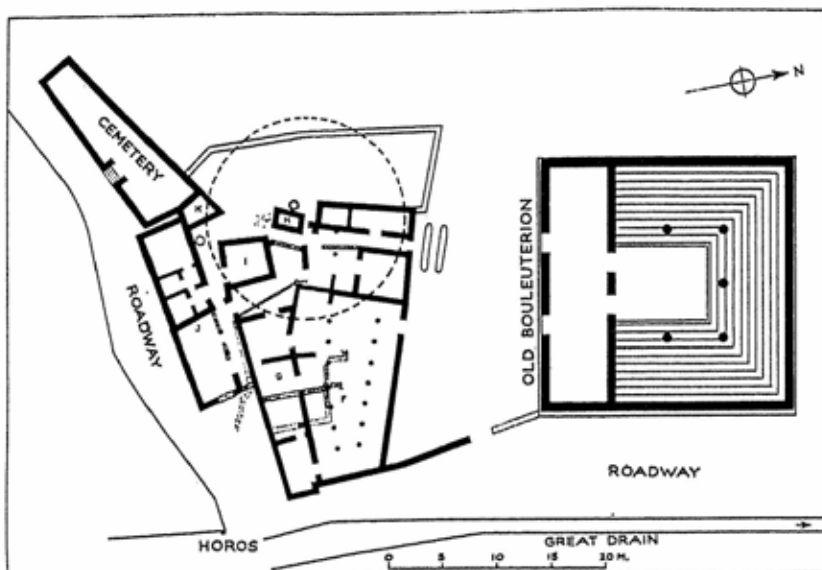 N
CEMETERY
K
H
I
J
G
F
ROADWAY
OLD BOULEUTERION
ROADWAY
HOROS
GREAT DRAIN
0 5 10 15 20 M.